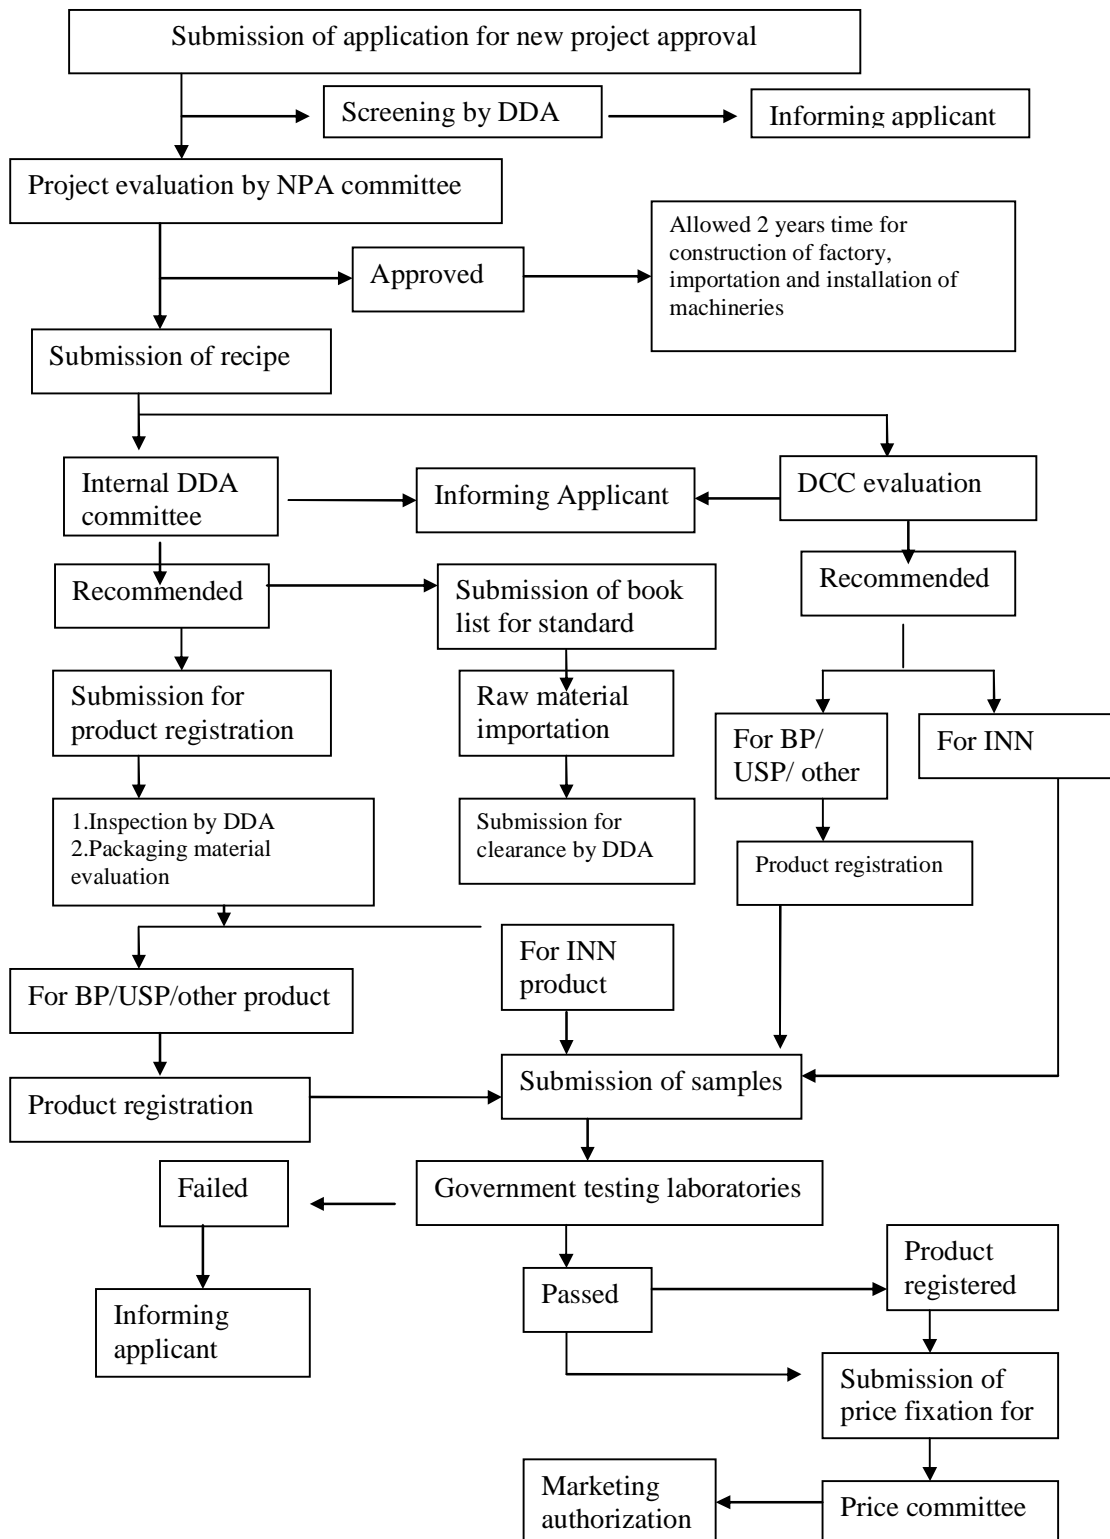 Submission of application for new project approval
Screening by DDA
Informing applicant
Project evaluation by NPA committee
Allowed 2 years time for
construction of factory,
importation and installation of
machineries
Approved
Submission of recipe
Internal DDA
committee
Informing Applicant
DCC evaluation
Recommended
Submission of book
list for standard
Recommended
Submission for
product registration
Raw material
importation
For BP/
USP/ other
For INN
1.Inspection by DDA
2.Packaging material
evaluation
Submission for
clearance by DDA
Product registration
For INN
product
For BP/USP/other product
Submission of samples
Product registration
Government testing laboratories
Failed
Product
registered
Passed
Informing
applicant
Submission of
price fixation for
Marketing
authorization
Price committee